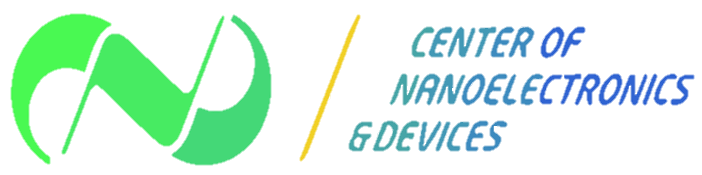 CENTER OF
NANOELECTRONICS
& DEVICES